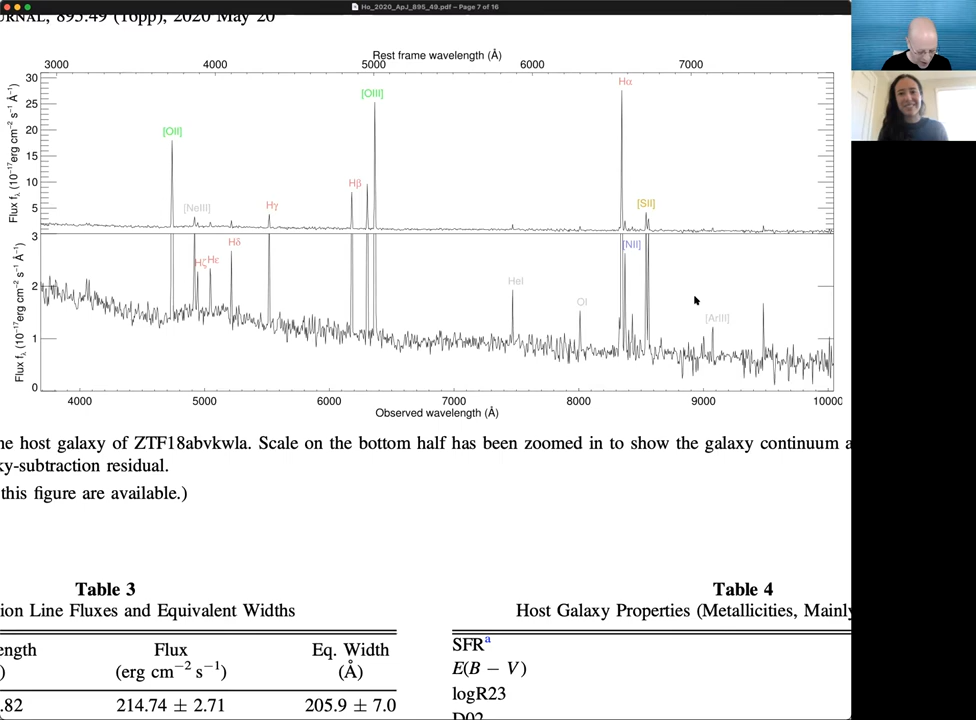 Ho_2020_ApJ_895_49.pdf – Page 7 of 16
URNAL, 895:49 (16pp), 2020 May 20
Rest frame wavelength (Å)
3000 4000 5000 6000 7000
Flux fλ (10⁻¹⁷erg cm⁻² s⁻¹ Å⁻¹)
30
25
20
15
10
5
[OII]
[NeIII]
Hγ
Hβ
[OIII]
Hα
[SII]
Flux fλ (10⁻¹⁷erg cm⁻² s⁻¹ Å⁻¹)
3
2
1
0
Hζ
Hε
Hδ
HeI
OI
[NII]
[ArIII]
4000 5000 6000 7000 8000 9000 10000
Observed wavelength (Å)
he host galaxy of ZTF18abvkwla. Scale on the bottom half has been zoomed in to show the galaxy continuum a
ky-subtraction residual.
this figure are available.)
Table 3
ion Line Fluxes and Equivalent Widths
ength Flux Eq. Width
) (erg cm⁻² s⁻¹) (Å)
.82 214.74 ± 2.71 205.9 ± 7.0
Table 4
Host Galaxy Properties (Metallicities, Mainly
SFRᵃ
E(B − V)
logR23
D02